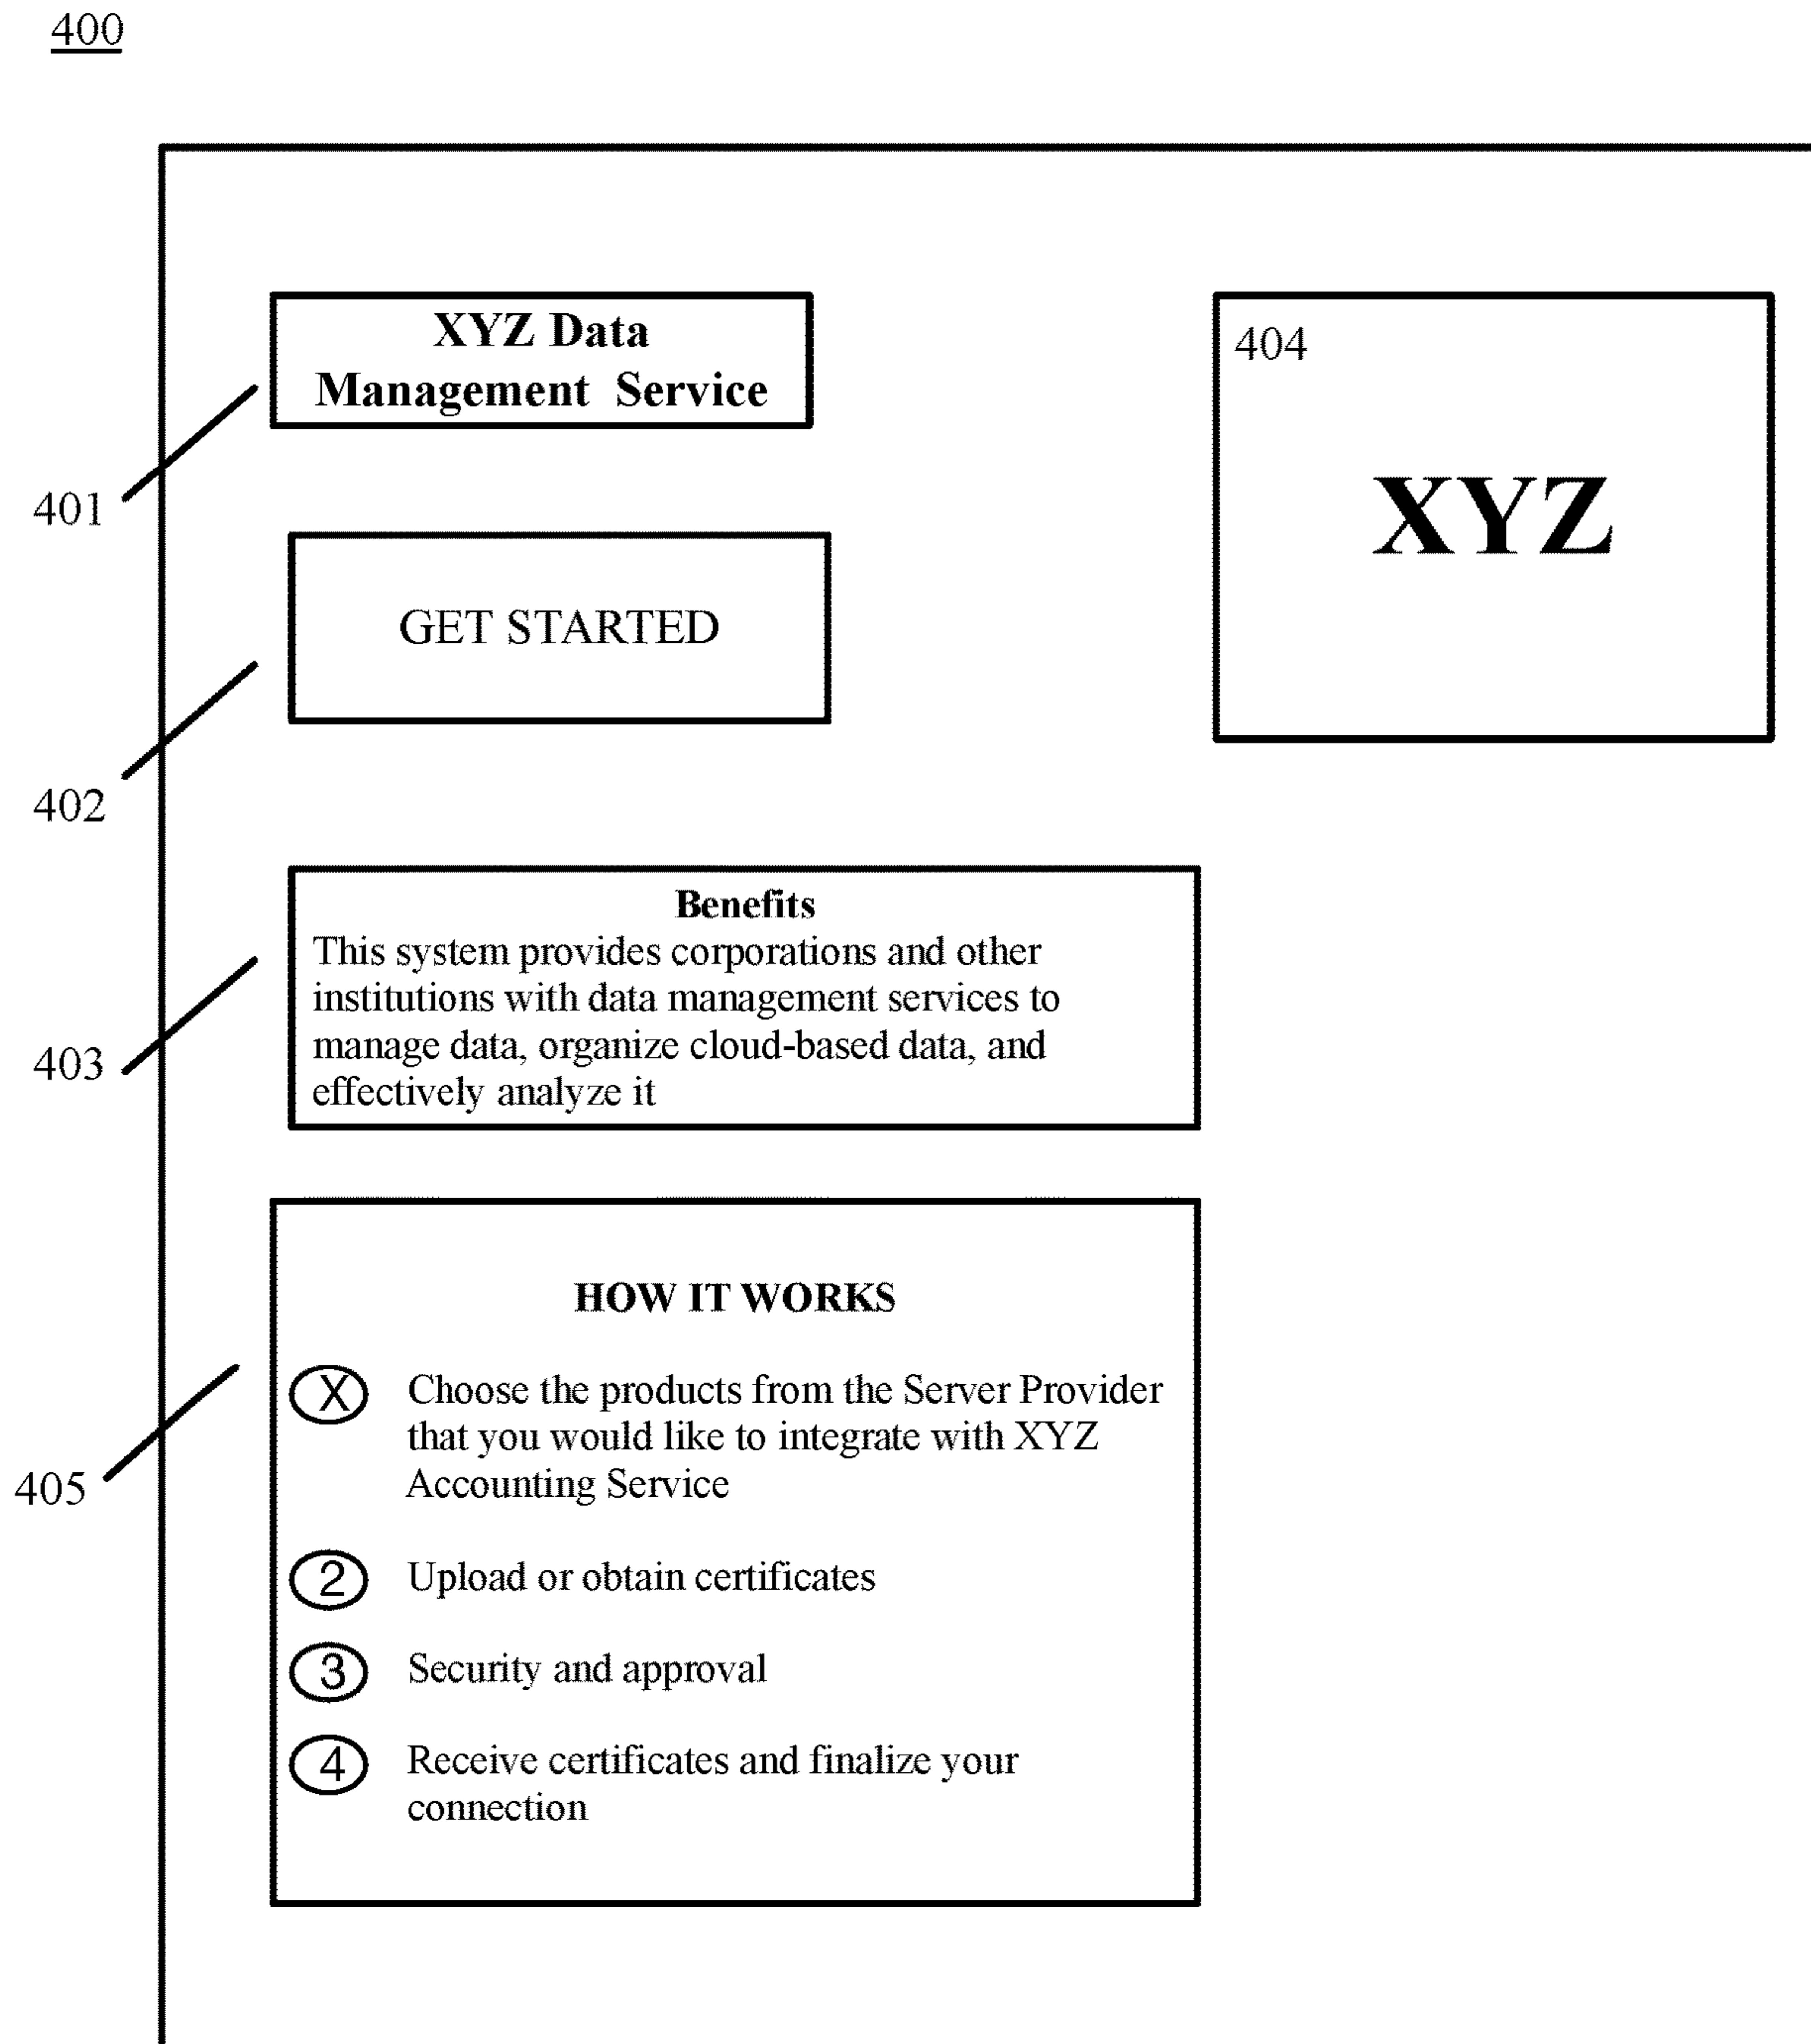 400
XYZ Data
Management Service
404
XYZ
401
GET STARTED
402
Benefits
This system provides corporations and other
institutions with data management services to
manage data, organize cloud-based data, and
effectively analyze it
403
HOW IT WORKS
X Choose the products from the Server Provider
that you would like to integrate with XYZ
Accounting Service
405
2 Upload or obtain certificates
3 Security and approval
4 Receive certificates and finalize your
connection